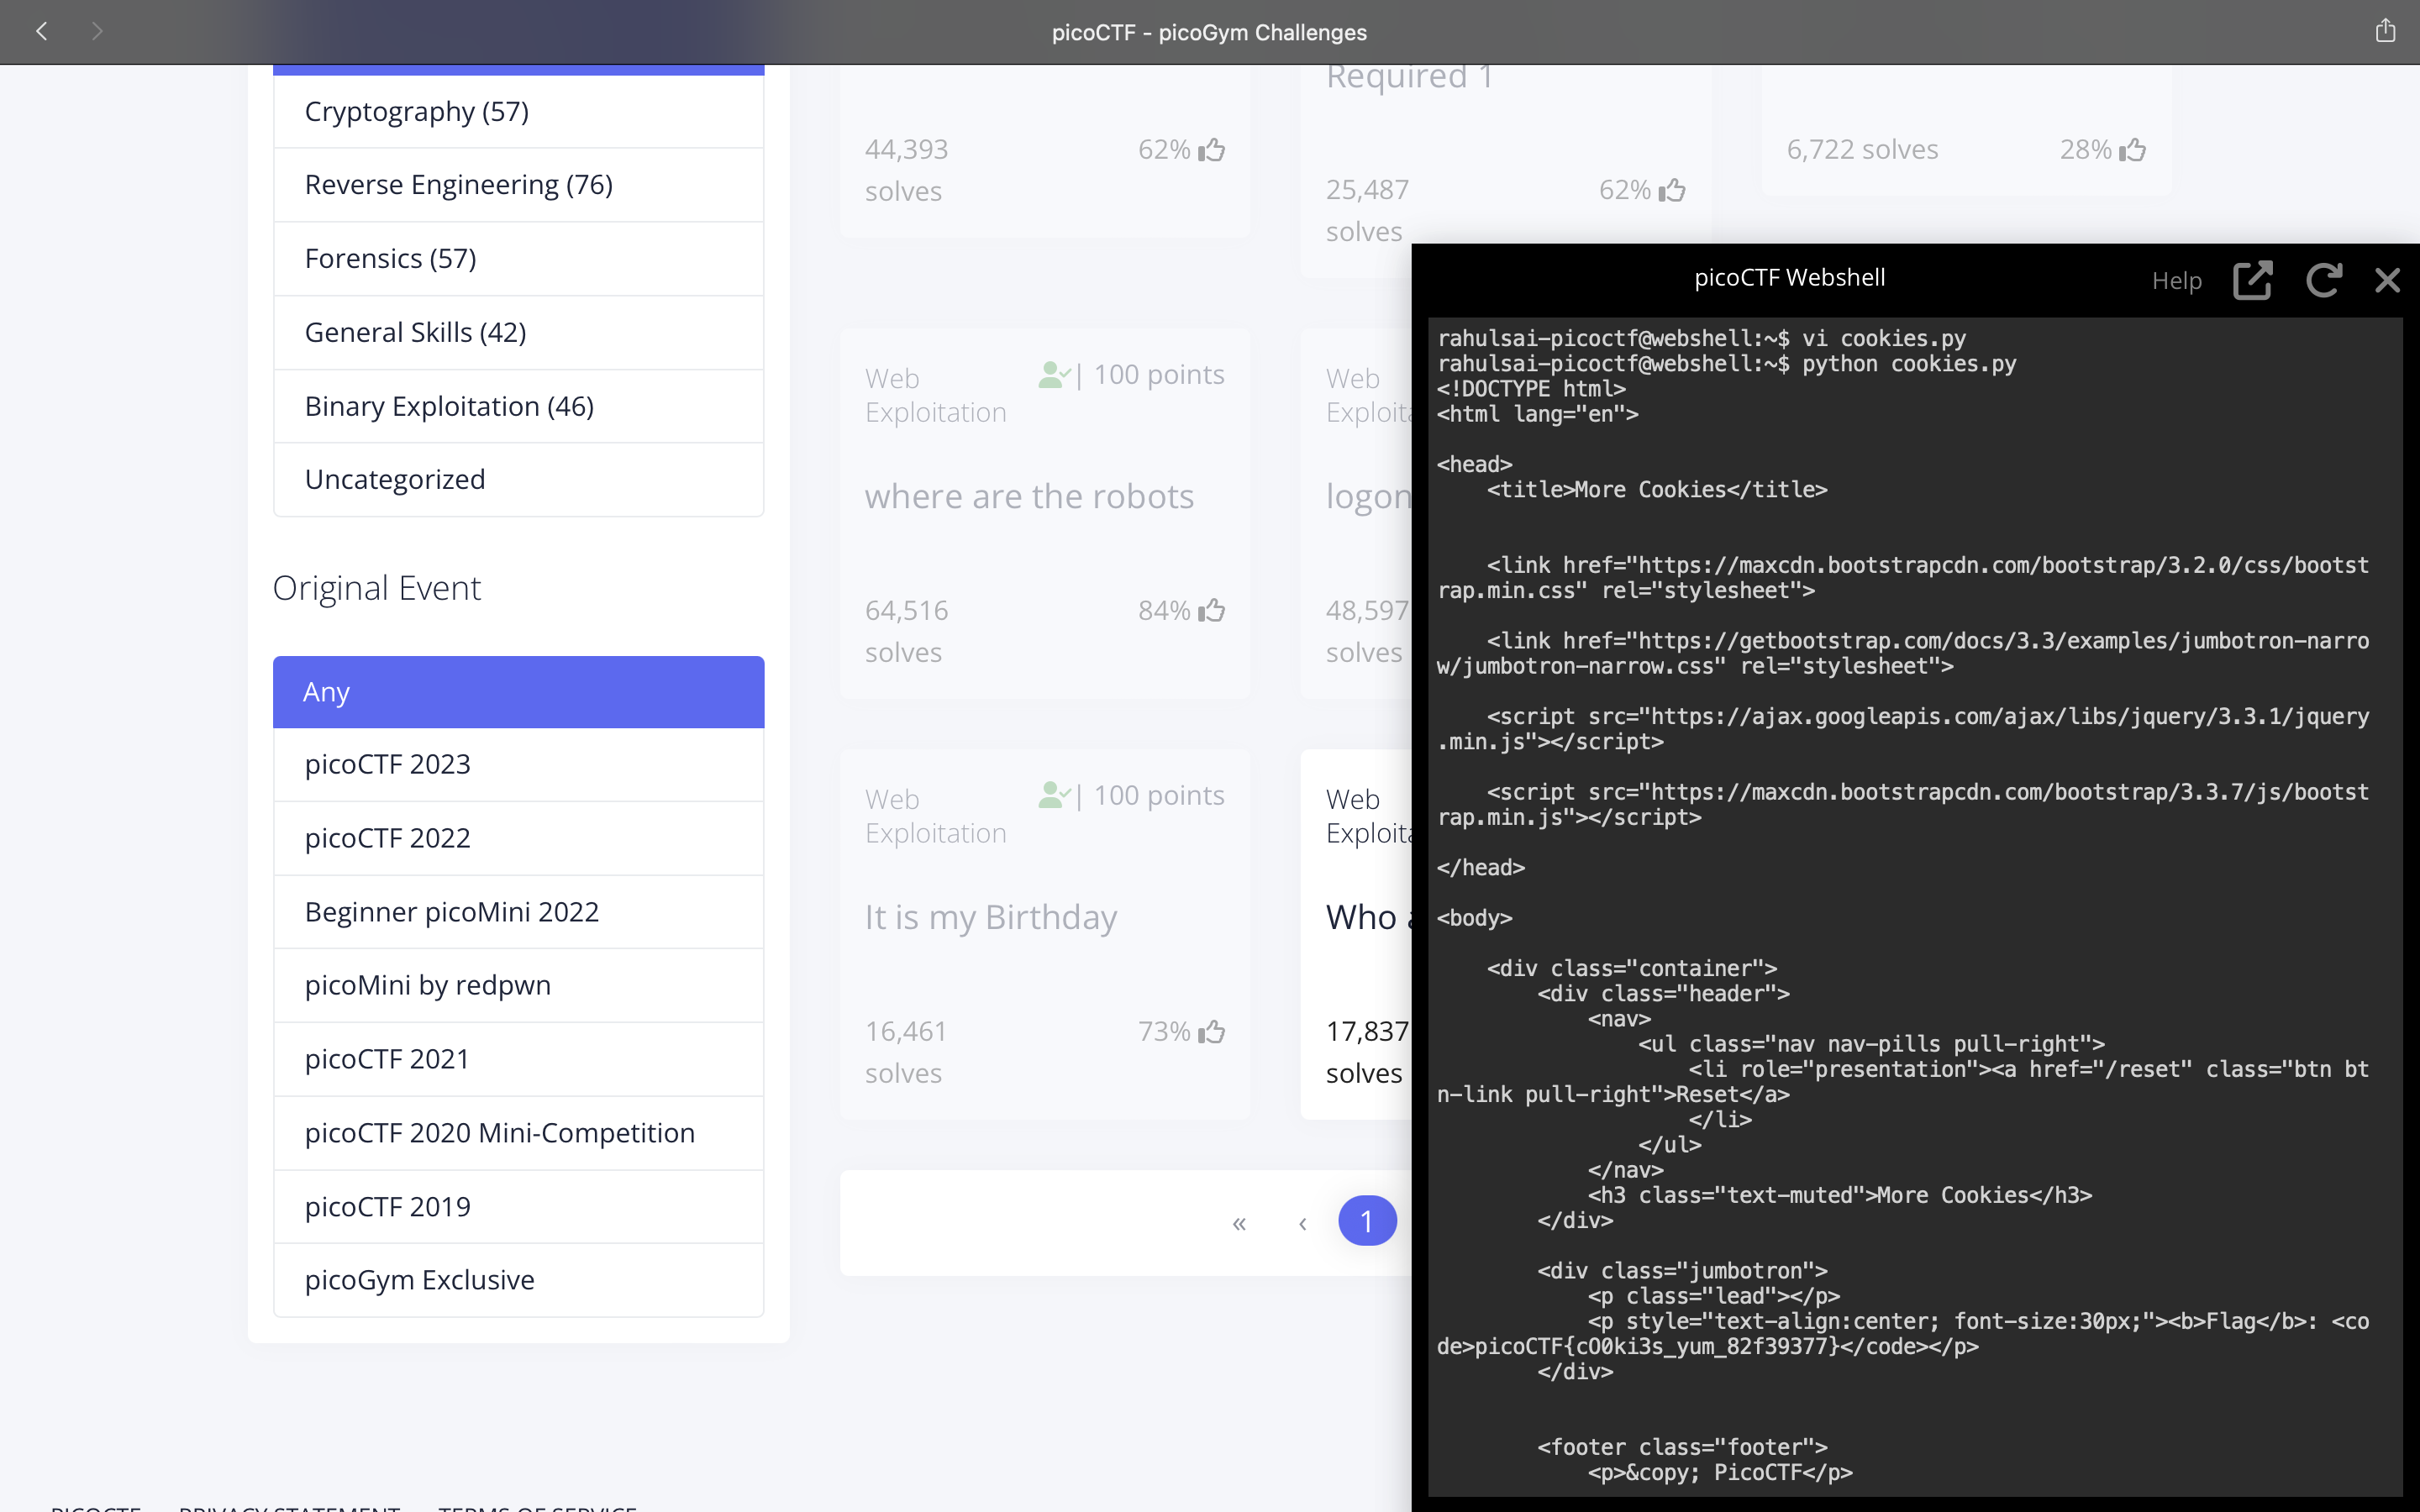 picoCTF - picoGym Challenges
Cryptography (57)
Reverse Engineering (76)
Forensics (57)
General Skills (42)
Binary Exploitation (46)
Uncategorized
Original Event
Any
picoCTF 2023
picoCTF 2022
Beginner picoMini 2022
picoMini by redpwn
picoCTF 2021
picoCTF 2020 Mini-Competition
picoCTF 2019
picoGym Exclusive
44,393
solves
62%
Required 1
25,487
solves
62%
6,722 solves
28%
Web
Exploitation
| 100 points
where are the robots
64,516
solves
84%
Web
logon
48,597
solves
Web
Exploitation
| 100 points
It is my Birthday
16,461
solves
73%
Web
Who
17,837
solves
« ‹ 1
PICOCTF PRIVACY STATEMENT TERMS OF SERVICE
picoCTF Webshell
Help
rahulsai-picoctf@webshell:~$ vi cookies.py
rahulsai-picoctf@webshell:~$ python cookies.py
<!DOCTYPE html>
<html lang="en">
<head>
<title>More Cookies</title>
<link href="https://maxcdn.bootstrapcdn.com/bootstrap/3.2.0/css/bootst
rap.min.css" rel="stylesheet">
<link href="https://getbootstrap.com/docs/3.3/examples/jumbotron-narro
w/jumbotron-narrow.css" rel="stylesheet">
<script src="https://ajax.googleapis.com/ajax/libs/jquery/3.3.1/jquery
.min.js"></script>
<script src="https://maxcdn.bootstrapcdn.com/bootstrap/3.3.7/js/bootst
rap.min.js"></script>
</head>
<body>
<div class="container">
<div class="header">
<nav>
<ul class="nav nav-pills pull-right">
<li role="presentation"><a href="/reset" class="btn bt
n-link pull-right">Reset</a>
</li>
</ul>
</nav>
<h3 class="text-muted">More Cookies</h3>
</div>
<div class="jumbotron">
<p class="lead"></p>
<p style="text-align:center; font-size:30px;"><b>Flag</b>: <co
de>picoCTF{cO0ki3s_yum_82f39377}</code></p>
</div>
<footer class="footer">
<p>&copy; PicoCTF</p>